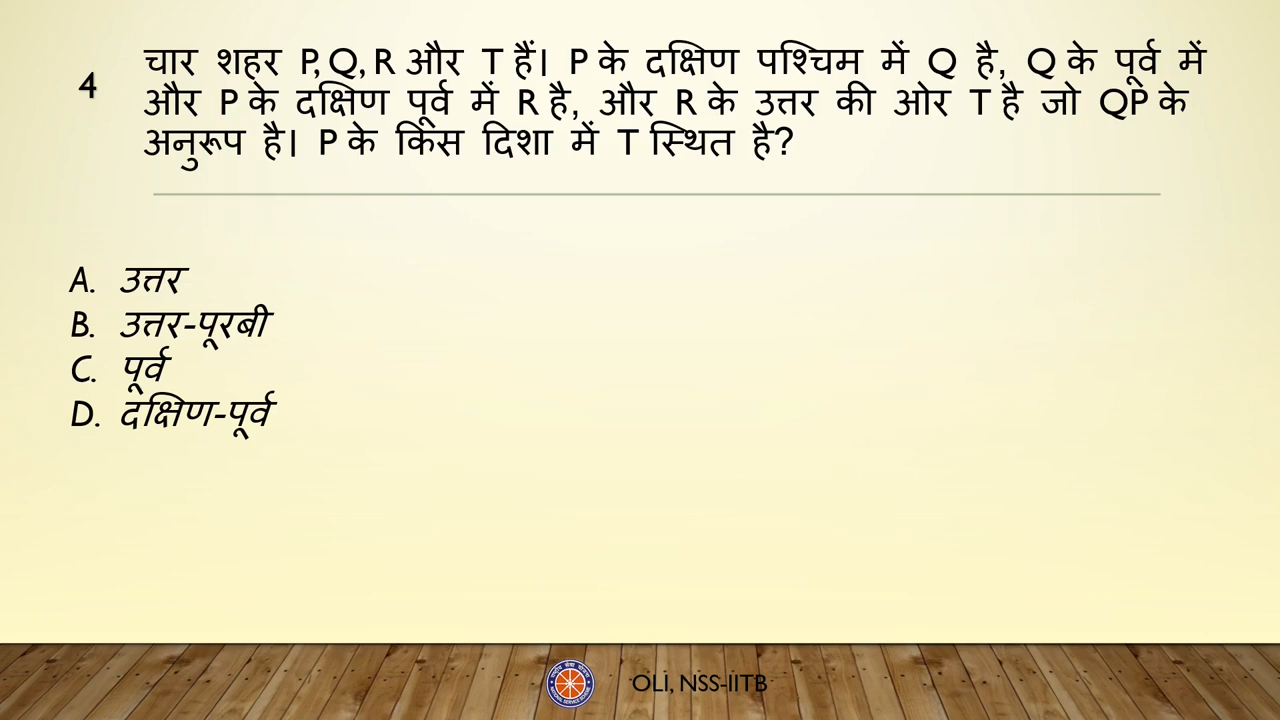 4
चार शहर P, Q, R और T हैं। P के दक्षिण पश्चिम में Q है, Q के पूर्व में
और P के दक्षिण पूर्व में R है, और R के उत्तर की ओर T है जो QP के
अनुरूप है। P के किस दिशा में T स्थित है?
A. उत्तर
B. उत्तर-पूरबी
C. पूर्व
D. दक्षिण-पूर्व
OLI, NSS-IITB